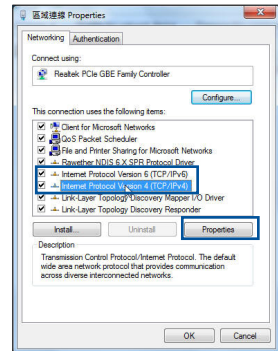 區域連線 Properties
Networking Authentication
Connect using:
Realtek PCIe GBE Family Controller
Configure...
This connection uses the following items:
Client for Microsoft Networks
QoS Packet Scheduler
File and Printer Sharing for Microsoft Networks
Rawether NDIS 6.X SPR Protocol Driver
Internet Protocol Version 6 (TCP/IPv6)
Internet Protocol Version 4 (TCP/IPv4)
Link-Layer Topology Discovery Mapper I/O Driver
Link-Layer Topology Discovery Responder
Install... Uninstall Properties
Description
Transmission Control Protocol/Internet Protocol. The default
wide area network protocol that provides communication
across diverse interconnected networks.
OK Cancel